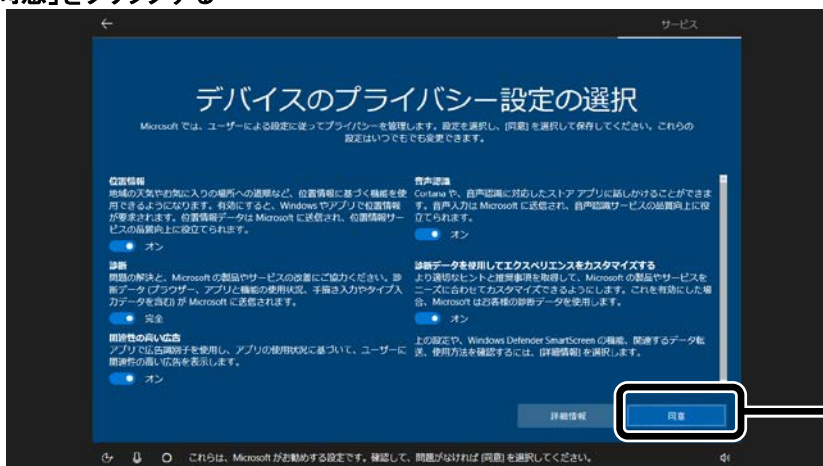 同意」をクリックする
サービス
デバイスのプライバシー設定の選択
Microsoft では、ユーザーによる設定に従ってプライバシーを管理します。設定を選択し、[同意] を選択して保存してください。これらの
設定はいつでもでも変更できます。
位置情報
地域の天気やお気に入りの場所への道順など、位置情報に基づく機能を使
用できるようになります。有効にすると、Windows やアプリで位置情報
が要求されます。位置情報データは Microsoft に送信され、位置情報サー
ビスの品質向上に役立てられます。
オン
診断
問題の解決と、Microsoft の製品やサービスの改善にご協力ください。診
断データ (ブラウザー、アプリと機能の使用状況、手描き入力やタイプ入
力データを含む) が Microsoft に送信されます。
完全
関連性の高い広告
アプリで広告識別子を使用し、アプリの使用状況に基づいて、ユーザーに
関連性の高い広告を表示します。
オン
音声認識
Cortana や、音声認識に対応したストア アプリに話しかけることができま
す。音声入力は Microsoft に送信され、音声認識サービスの品質向上に役
立てられます。
オン
診断データを使用してエクスペリエンスをカスタマイズする
より適切なヒントと推奨事項を取得して、Microsoft の製品やサービスを
ニーズに合わせてカスタマイズできるようにします。これを有効にした場
合、Microsoft はお客様の診断データを使用します。
オン
上の設定や、Windows Defender SmartScreen の機能、関連するデータ転
送、使用方法を確認するには、[詳細情報] を選択します。
詳細情報
同意
これらは、Microsoft がお勧めする設定です。確認して、問題がなければ [同意] を選択してください。